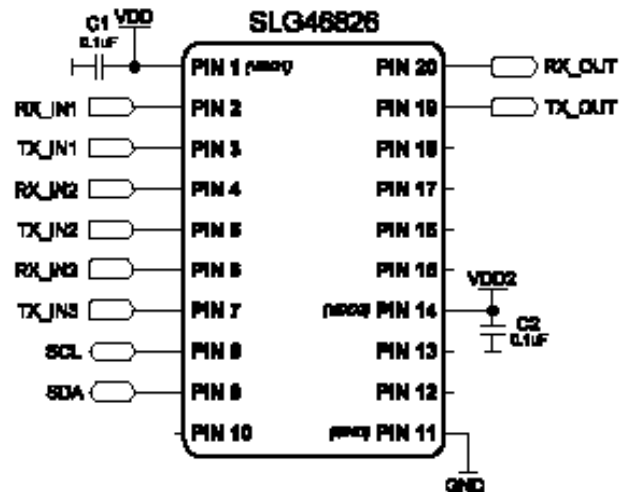 SLG46826
C1
0.1uF
VDD
PIN 1
RX_IN1
PIN 2
TX_IN1
PIN 3
RX_IN2
PIN 4
TX_IN2
PIN 5
RX_IN3
PIN 6
TX_IN3
PIN 7
SCL
PIN 8
SDA
PIN 9
PIN 10
PIN 20
RX_OUT
PIN 19
TX_OUT
PIN 18
PIN 17
PIN 16
PIN 15
VDD2
PIN 14
C2
0.1uF
PIN 13
PIN 12
PIN 11
GND